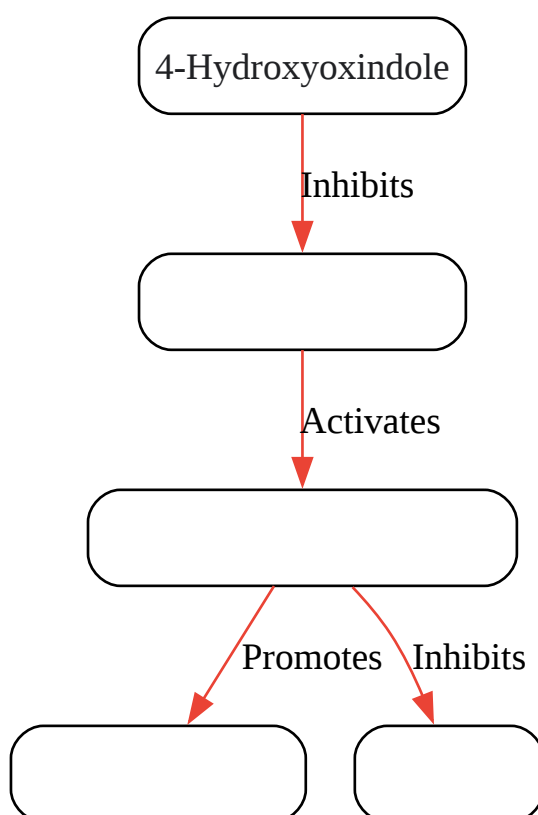 4-Hydroxyoxindole
Inhibits
Activates
Promotes
Inhibits